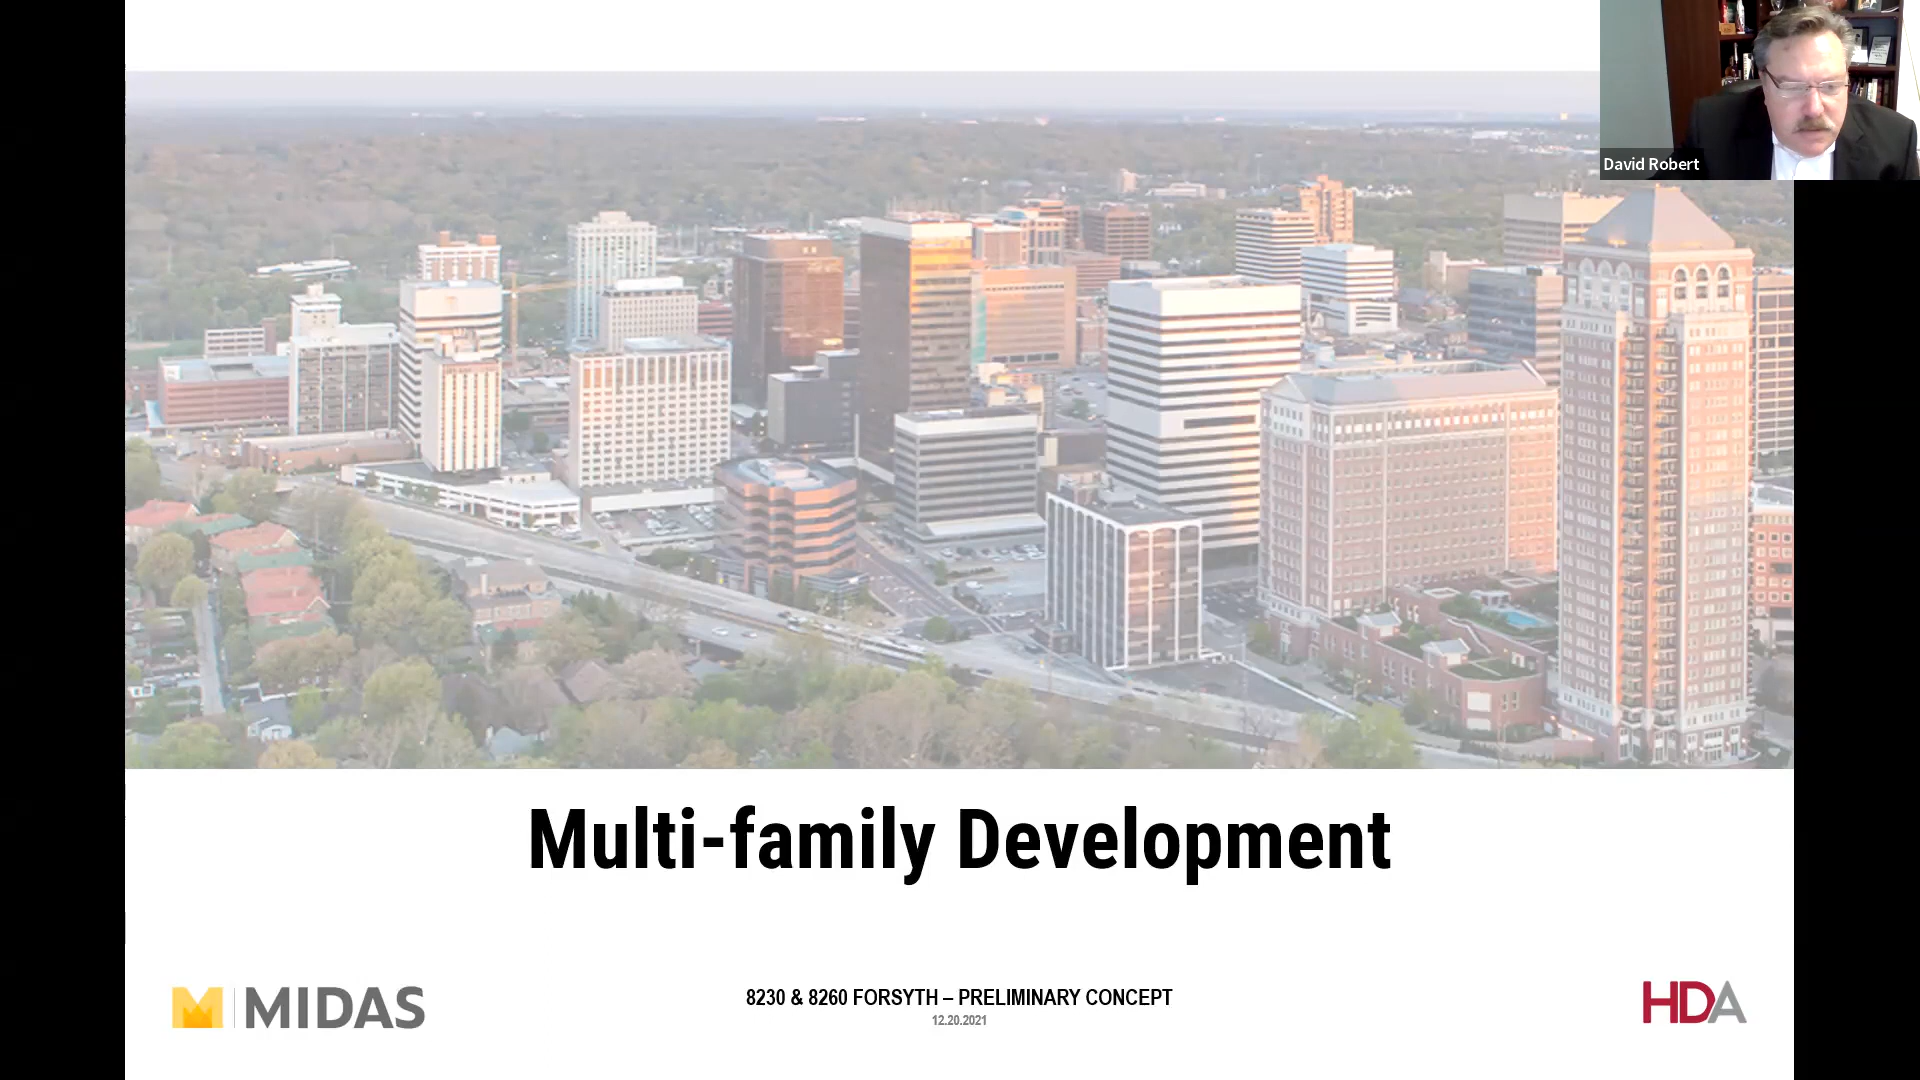 David Robert
Multi-family Development
MIDAS
8230 & 8260 FORSYTH – PRELIMINARY CONCEPT
12.20.2021
HDA